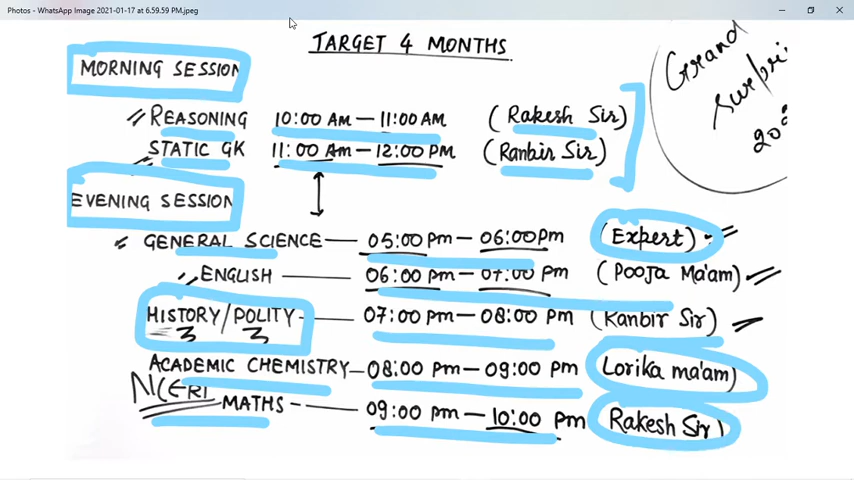 Photos - WhatsApp Image 2021-01-17 at 6.59.59 PM.jpeg
TARGET 4 MONTHS
Grand
MORNING SESSION
REASONING 10:00 AM — 11:00 AM (Rakesh Sir)
STATIC GK 11:00 Am — 12:00 PM (Ranbir Sir)
EVENING SESSION
GENERAL SCIENCE — 05:00 Pm — 06:00 Pm (Expert)
ENGLISH — 06:00 Pm — 07:00 Pm (Pooja Ma'am)
HISTORY/POLITY — 07:00 Pm — 08:00 Pm (Ranbir Sir)
ACADEMIC CHEMISTRY — 08:00 Pm — 09:00 Pm Lorika ma'am)
NCERT
MATHS — 09:00 Pm — 10:00 Pm Rakesh Sir